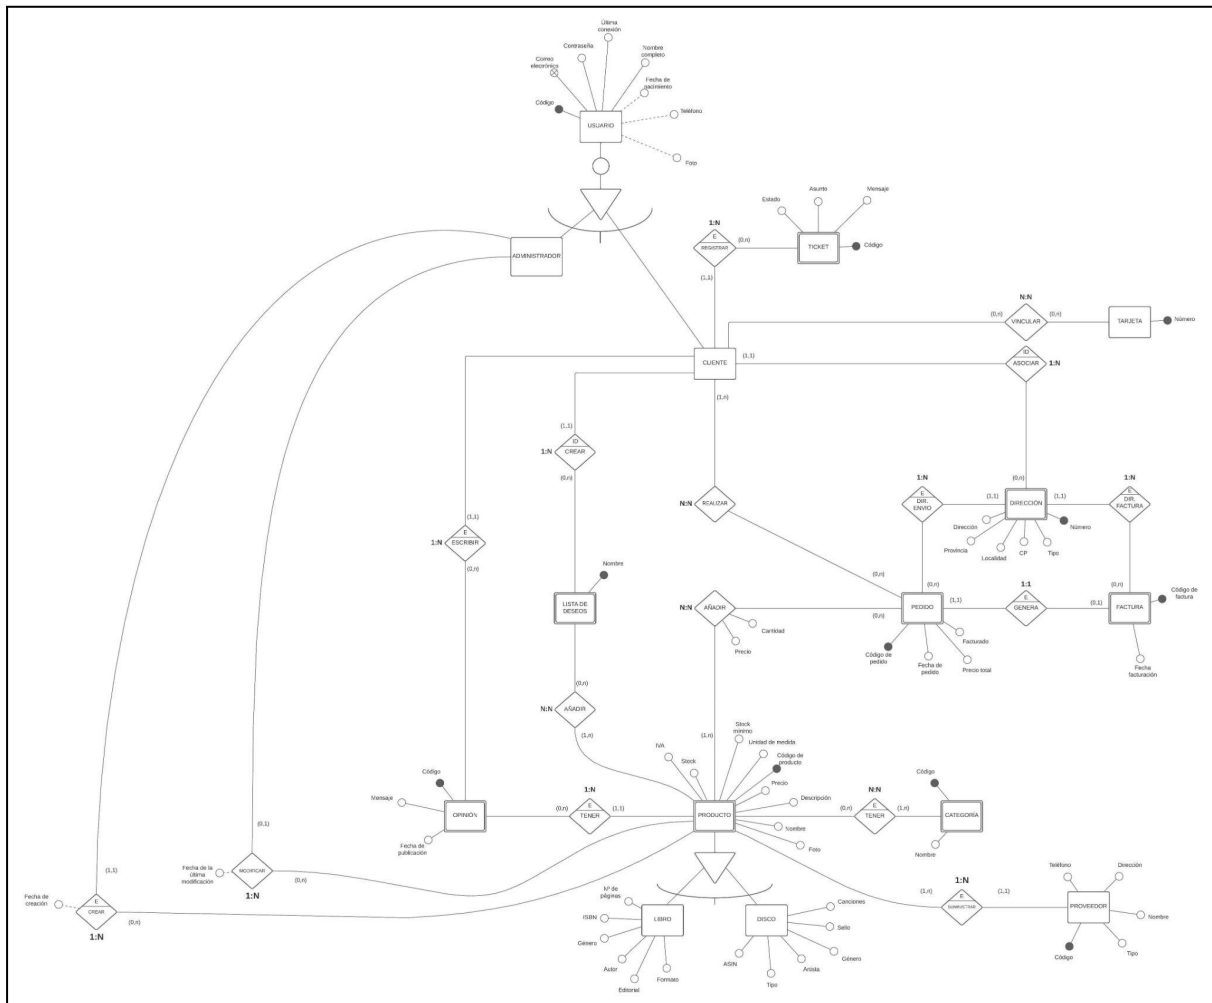 Última
conexión
Contraseña
Nombre
completo
Correo
electrónico
Fecha de
nacimiento
Código
Teléfono
USUARIO
Foto
Asunto
Mensaje
Estado
1:N
E
REGISTRAR
(0,n)
TICKET
Código
(1,1)
ADMINISTRADOR
N:N
(0,n)
VINCULAR
(0,n)
TARJETA
Número
CLIENTE
(1,1)
ID
ASOCIAR
1:N
(1,n)
(1,1)
ID
CREAR
1:N
(0,n)
(0,n)
1:N
1:N
E
DIR.
ENVIO
(1,1)
DIRECCIÓN
(1,1)
E
DIR.
FACTURA
N:N
REALIZAR
Dirección
Número
Provincia
Localidad
CP
Tipo
(1,1)
E
ESCRIBIR
1:N
(0,n)
Nombre
(0,n)
(0,n)
(0,n)
1:1
LISTA DE
DESEOS
N:N
AÑADIR
(0,n)
PEDIDO
(1,1)
E
GENERA
(0,1)
FACTURA
Código de
factura
Cantidad
Precio
Facturado
Código de
pedido
Fecha de
pedido
Precio total
Fecha
facturación
(0,n)
N:N
AÑADIR
(1,n)
(1,n)
Stock
mínimo
IVA
Unidad de medida
Stock
Código de
producto
Precio
Descripción
Código
Mensaje
OPINIÓN
Fecha de
publicación
(0,n)
1:N
E
TENER
(1,1)
PRODUCTO
Nombre
Foto
(0,n)
N:N
E
TENER
(1,n)
Código
CATEGORÍA
Nombre
(0,1)
Fecha de la
última
modificación
MODIFICAR
(0,n)
1:N
(1,1)
Fecha de
creación
E
CREAR
(0,n)
1:N
Nº de
páginas
ISBN
LIBRO
Género
Autor
Editorial
Formato
DISCO
Canciones
Sello
Género
Artista
Tipo
ASIN
(1,n)
1:N
E
SUMINISTRAR
(1,1)
PROVEEDOR
Teléfono
Dirección
Nombre
Código
Tipo